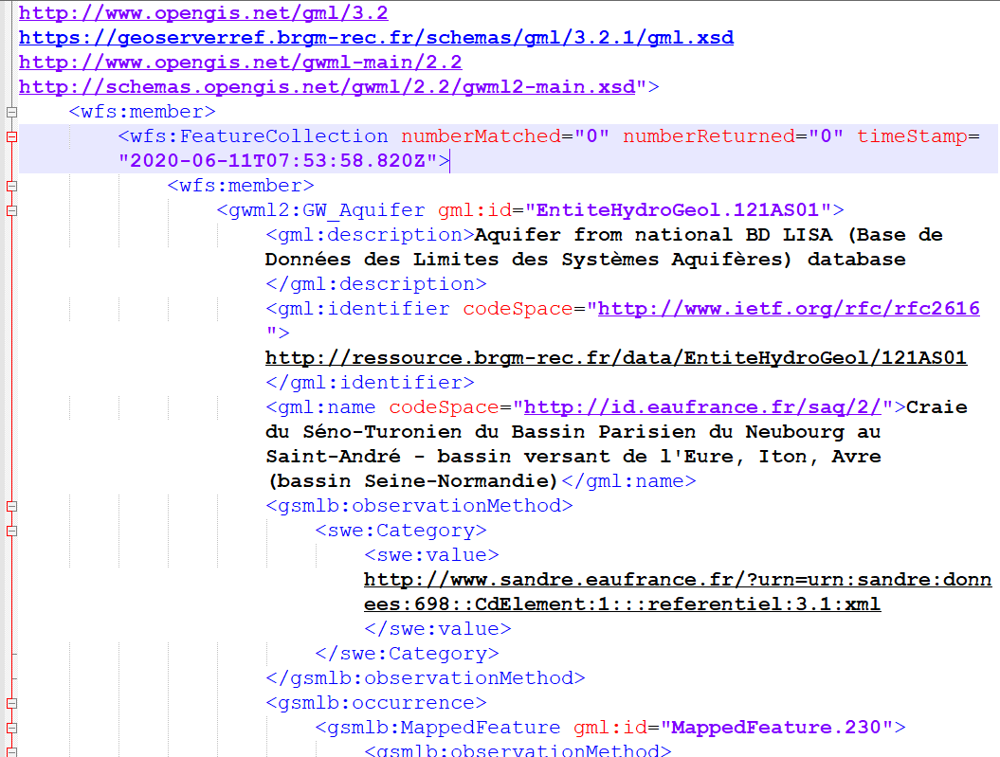 http://www.opengis.net/gml/3.2
https://geoserverref.brgm-rec.fr/schemas/gml/3.2.1/gml.xsd
http://www.opengis.net/gwml-main/2.2
http://schemas.opengis.net/gwml/2.2/gwml2-main.xsd">
<wfs:member>
<wfs:FeatureCollection numberMatched="0" numberReturned="0" timeStamp=
"2020-06-11T07:53:58.820Z">
<wfs:member>
<gwml2:GW_Aquifer gml:id="EntiteHydroGeol.121AS01">
<gml:description>Aquifer from national BD LISA (Base de
Données des Limites des Systèmes Aquifères) database
</gml:description>
<gml:identifier codeSpace="http://www.ietf.org/rfc/rfc2616
">
http://ressource.brgm-rec.fr/data/EntiteHydroGeol/121AS01
</gml:identifier>
<gml:name codeSpace="http://id.eaufrance.fr/saq/2/">Craie
du Séno-Turonien du Bassin Parisien du Neubourg au
Saint-André - bassin versant de l'Eure, Iton, Avre
(bassin Seine-Normandie)</gml:name>
<gsmlb:observationMethod>
<swe:Category>
<swe:value>
http://www.sandre.eaufrance.fr/?urn=urn:sandre:donn
ees:698::CdElement:1:::referentiel:3.1:xml
</swe:value>
</swe:Category>
</gsmlb:observationMethod>
<gsmlb:occurrence>
<gsmlb:MappedFeature gml:id="MappedFeature.230">
<gsmlb:observationMethod>